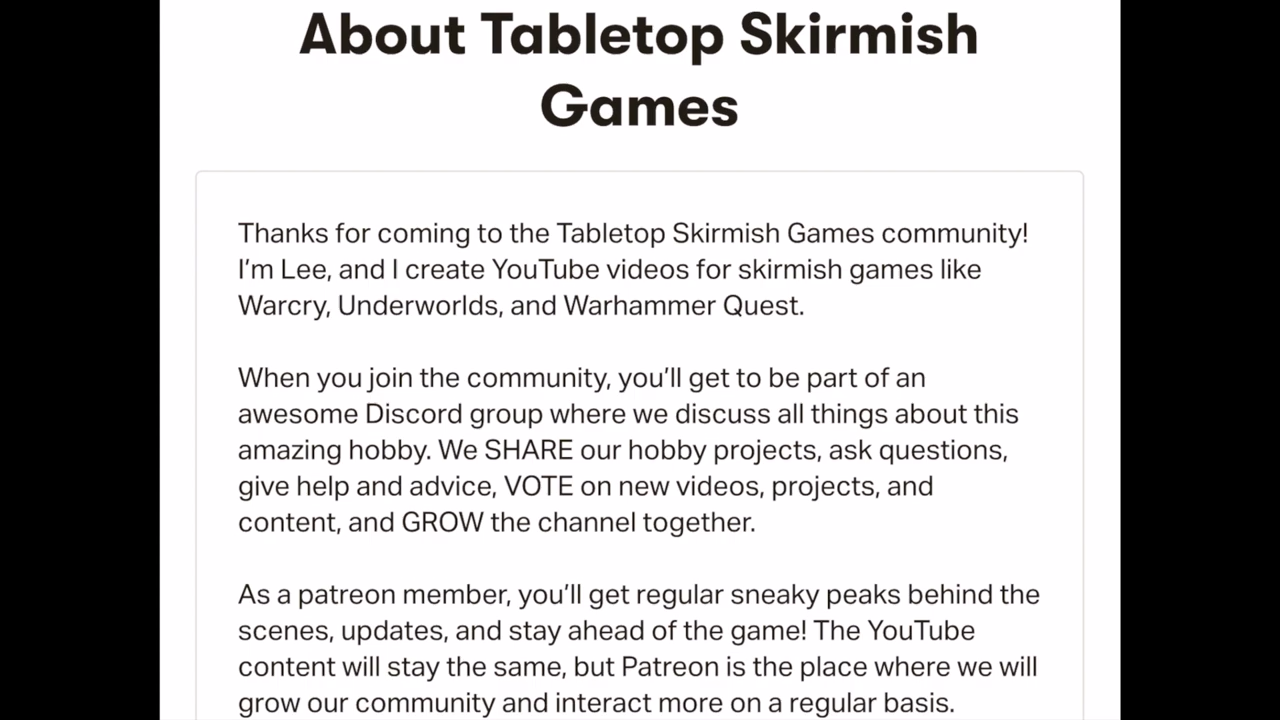 About Tabletop Skirmish
Games
Thanks for coming to the Tabletop Skirmish Games community!
I’m Lee, and I create YouTube videos for skirmish games like
Warcry, Underworlds, and Warhammer Quest.
When you join the community, you’ll get to be part of an
awesome Discord group where we discuss all things about this
amazing hobby. We SHARE our hobby projects, ask questions,
give help and advice, VOTE on new videos, projects, and
content, and GROW the channel together.
As a patreon member, you’ll get regular sneaky peaks behind the
scenes, updates, and stay ahead of the game! The YouTube
content will stay the same, but Patreon is the place where we will
grow our community and interact more on a regular basis.